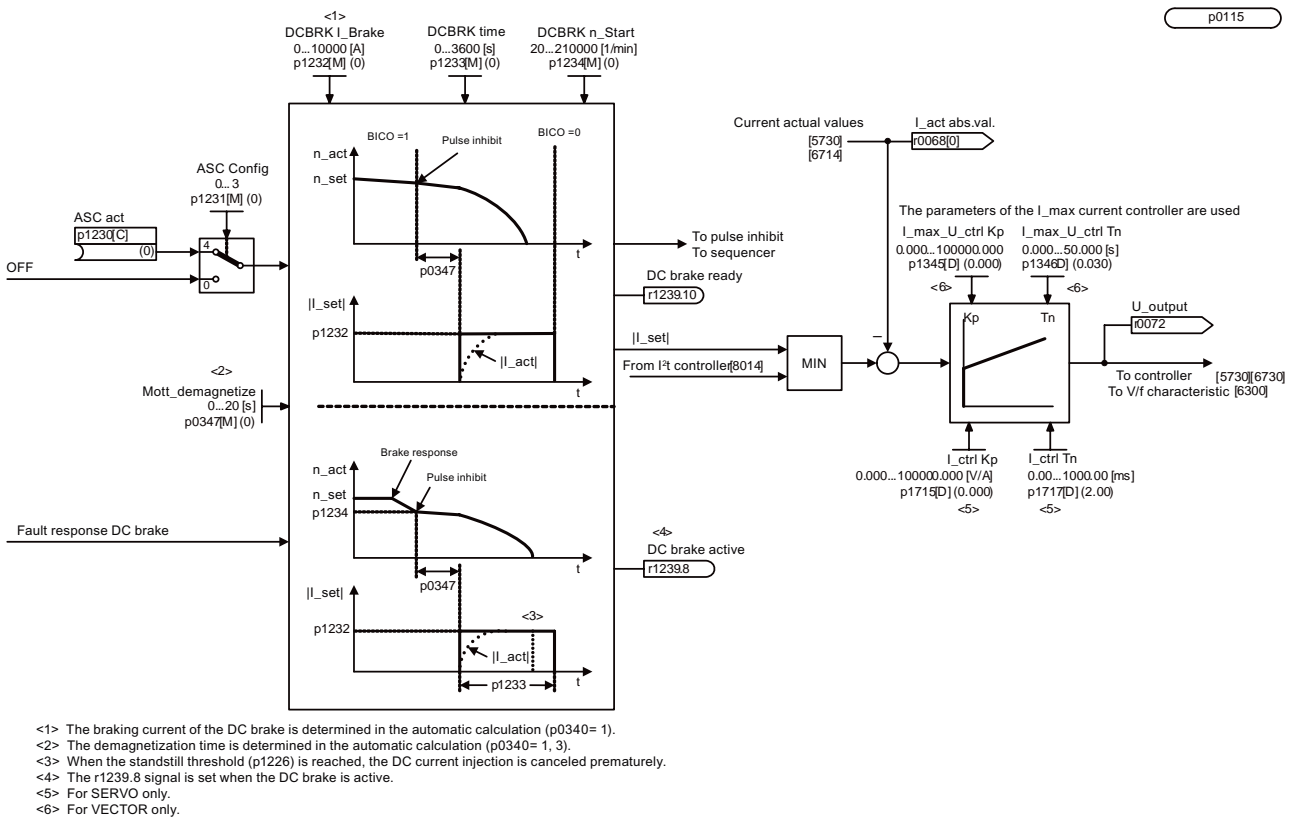 p0115
<1>
DCBRK I_Brake
0...10000 [A]
p1232[M] (0)
DCBRK time
0...3600 [s]
p1233[M] (0)
DCBRK n_Start
20...210000 [1/min]
p1234[M] (0)
ASC Config
0...3
p1231[M] (0)
ASC act
p1230[C]
(0)
4
0
OFF
BICO =1
Pulse inhibit
BICO =0
n_act
n_set
t
p0347
|I_set|
p1232
|I_act|
t
<2>
Mott_demagnetize
0...20 [s]
p0347[M] (0)
Brake response
Pulse inhibit
n_act
n_set
p1234
t
p0347
|I_set|
p1232
<3>
|I_act|
t
p1233
Fault response DC brake
To pulse inhibit
To sequencer
DC brake ready
r1239.10
|I_set|
From I²t controller[8014]
MIN
<4>
DC brake active
r1239.8
Current actual values
[5730]
[6714]
I_act abs.val.
r0068[0]
–
The parameters of the I_max current controller are used
I_max_U_ctrl Kp
0.000...100000.000
p1345[D] (0.000)
<6>
I_max_U_ctrl Tn
0.000...50.000 [s]
p1346D] (0.030)
<6>
Kp
Tn
U_output
r0072
To controller [5730][6730]
To V/f characteristic [6300]
I_ctrl Kp
0.000...100000.000 [V/A]
p1715[D] (0.000)
<5>
I_ctrl Tn
0.00...1000.00 [ms]
p1717[D] (2.00)
<5>
<1> The braking current of the DC brake is determined in the automatic calculation (p0340= 1).
<2> The demagnetization time is determined in the automatic calculation (p0340= 1, 3).
<3> When the standstill threshold (p1226) is reached, the DC current injection is canceled prematurely.
<4> The r1239.8 signal is set when the DC brake is active.
<5> For SERVO only.
<6> For VECTOR only.